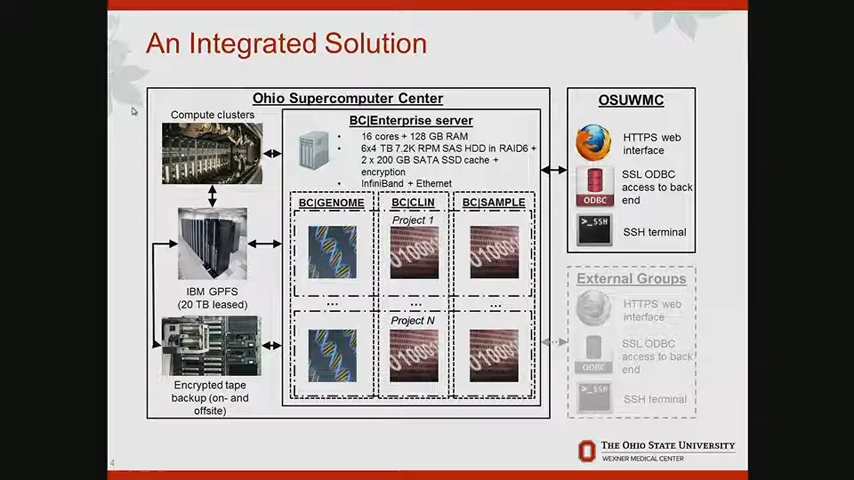 An Integrated Solution
Ohio Supercomputer Center
Compute clusters
BC|Enterprise server
• 16 cores + 128 GB RAM
• 6x4 TB 7.2K RPM SAS HDD in RAID6 +
2 x 200 GB SATA SSD cache +
encryption
• InfiniBand + Ethernet
BC|GENOME
BC|CLIN
BC|SAMPLE
Project 1
...
...
...
Project N
IBM GPFS
(20 TB leased)
Encrypted tape
backup (on- and
offsite)
OSUWMC
HTTPS web
interface
ODBC
SSL ODBC
access to back
end
>_SSH
SSH terminal
External Groups
HTTPS web
interface
ODBC
SSL ODBC
access to back
end
>_SSH
SSH terminal
4
THE OHIO STATE UNIVERSITY
WEXNER MEDICAL CENTER